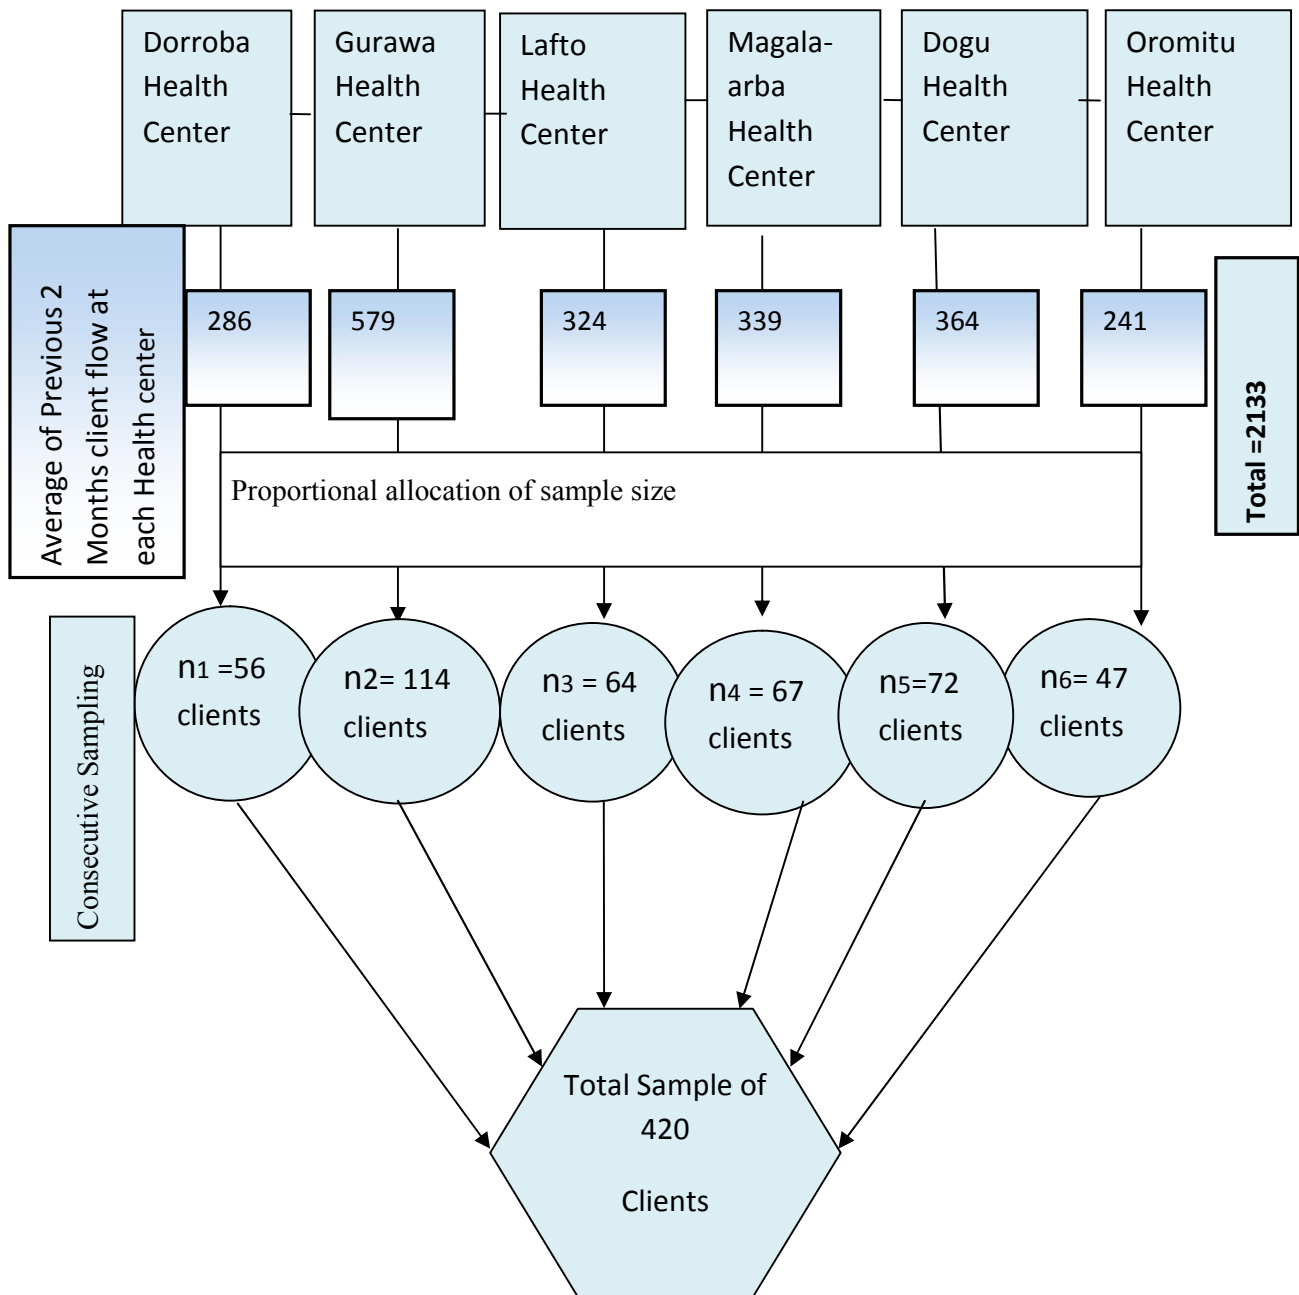 Dorroba
Health
Center
Gurawa
Health
Center
Lafto
Health
Center
Magala-
arba
Health
Center
Dogu
Health
Center
Oromitu
Health
Center
Average of Previous 2
Months client flow at
each Health center
286
579
324
339
364
241
Total =2133
Proportional allocation of sample size
Consecutive Sampling
n1 =56
clients
n2= 114
clients
n3 = 64
clients
n4 = 67
clients
n5=72
clients
n6= 47
clients
Total Sample of
420
Clients